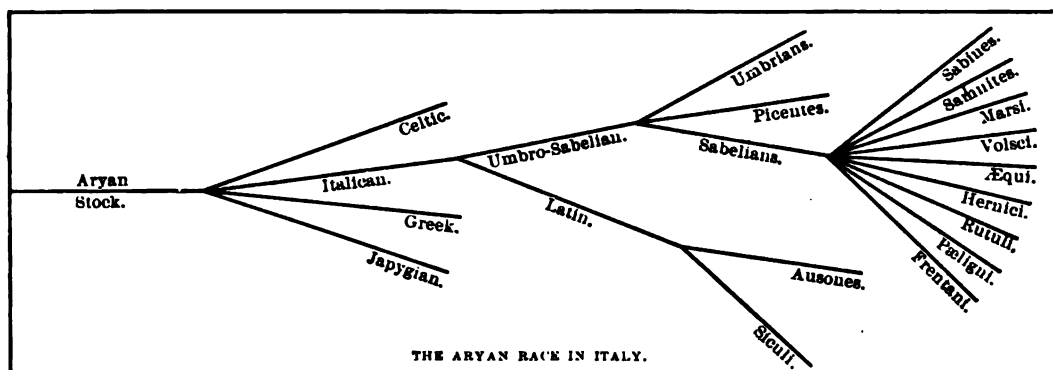 Aryan
Stock.
Celtic.
Italican.
Greek.
Japygian.
Umbro-Sabelian.
Latin.
Umbrians.
Picentes.
Sabelians.
Ausones.
Siculi.
Sabines.
Samnites.
Marsi.
Volsci.
Æqui.
Hernici.
Rutuli.
Pæligni.
Frentani.
THE ARYAN RACE IN ITALY.